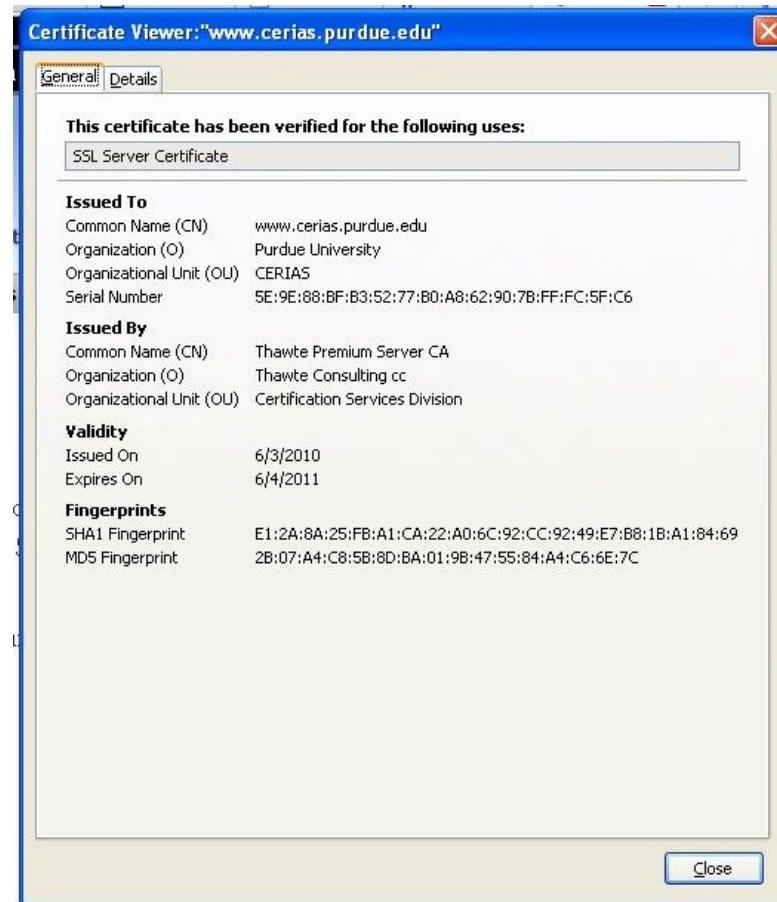 Certificate Viewer:"www.cerias.purdue.edu"
General Details
This certificate has been verified for the following uses:
SSL Server Certificate
Issued To
Common Name (CN) www.cerias.purdue.edu
Organization (O) Purdue University
Organizational Unit (OU) CERIAS
Serial Number 5E:9E:88:BF:B3:52:77:B0:A8:62:90:7B:FF:FC:5F:C6
Issued By
Common Name (CN) Thawte Premium Server CA
Organization (O) Thawte Consulting cc
Organizational Unit (OU) Certification Services Division
Validity
Issued On 6/3/2010
Expires On 6/4/2011
Fingerprints
SHA1 Fingerprint E1:2A:8A:25:FB:A1:CA:22:A0:6C:92:CC:92:49:E7:B8:1B:A1:84:69
MD5 Fingerprint 2B:07:A4:C8:5B:8D:BA:01:9B:47:55:84:A4:C6:6E:7C
Close